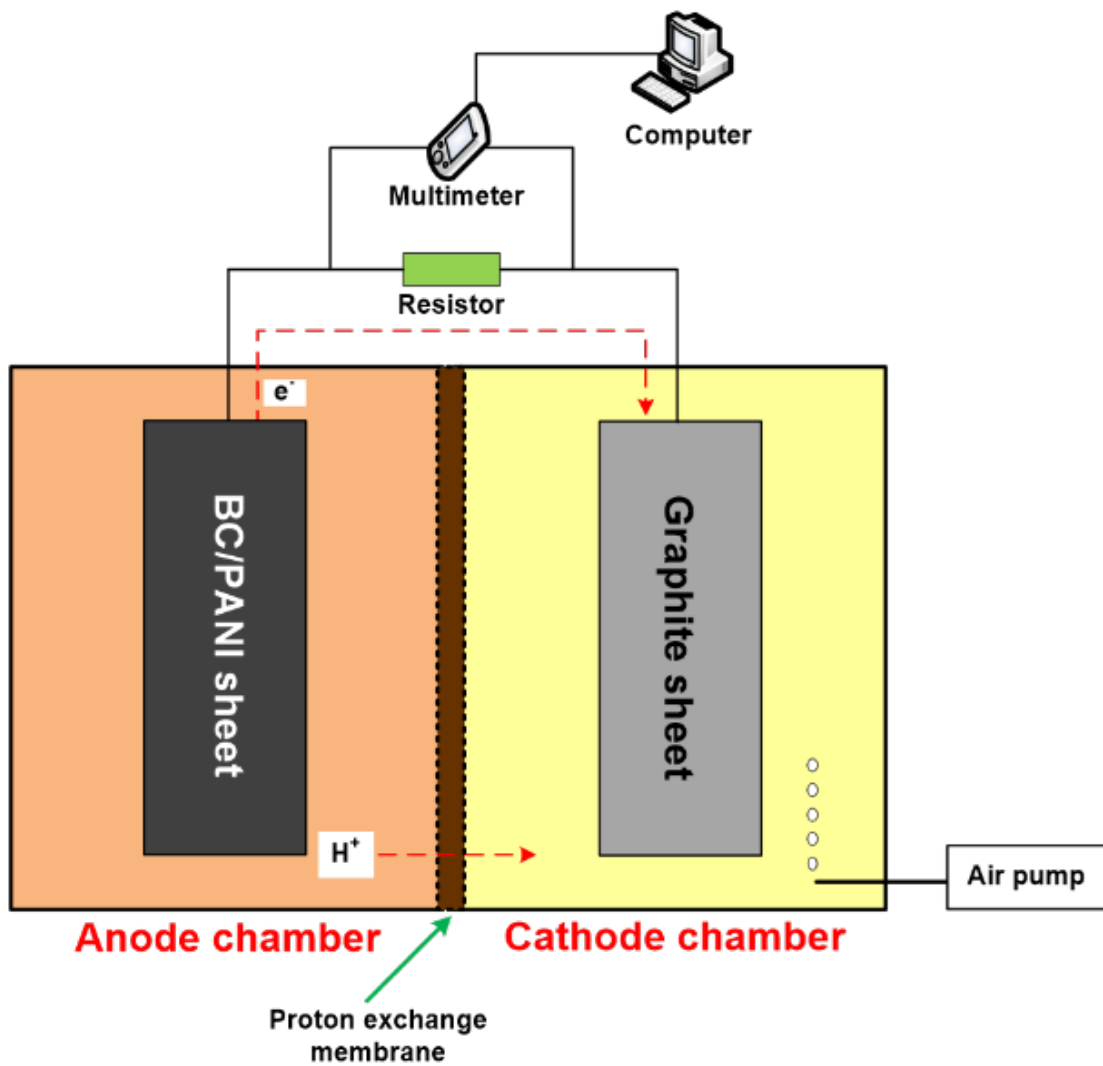 Computer
Multimeter
Resistor
e⁻
BC/PANI sheet
Graphite sheet
H⁺
Air pump
Anode chamber
Cathode chamber
Proton exchange
membrane